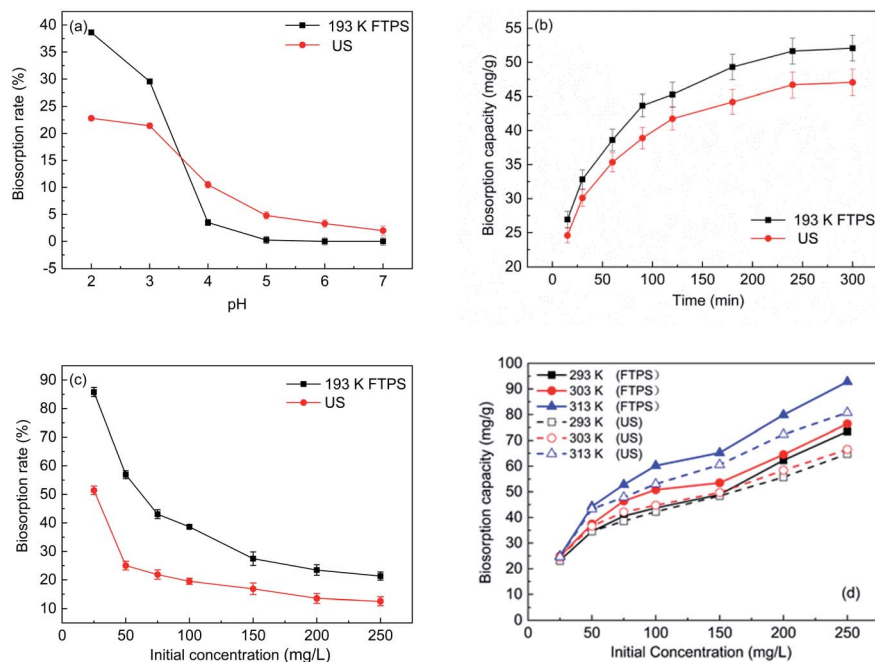 (a)
193 K FTPS
US
Biosorption rate (%)
40
35
30
25
20
15
10
5
0
-5
2 3 4 5 6 7
pH
(b)
193 K FTPS
US
Biosorption capacity (mg/g)
55
50
45
40
35
30
25
20
0 50 100 150 200 250 300
Time (min)
(c)
193 K FTPS
US
Biosorption rate (%)
90
80
70
60
50
40
30
20
10
0 50 100 150 200 250
Initial concentration (mg/L)
293 K (FTPS)
303 K (FTPS)
313 K (FTPS)
293 K (US)
303 K (US)
313 K (US)
(d)
Biosorption capacity (mg/g)
100
90
80
70
60
50
40
30
20
10
0
0 50 100 150 200 250
Initial Concentration (mg/L)